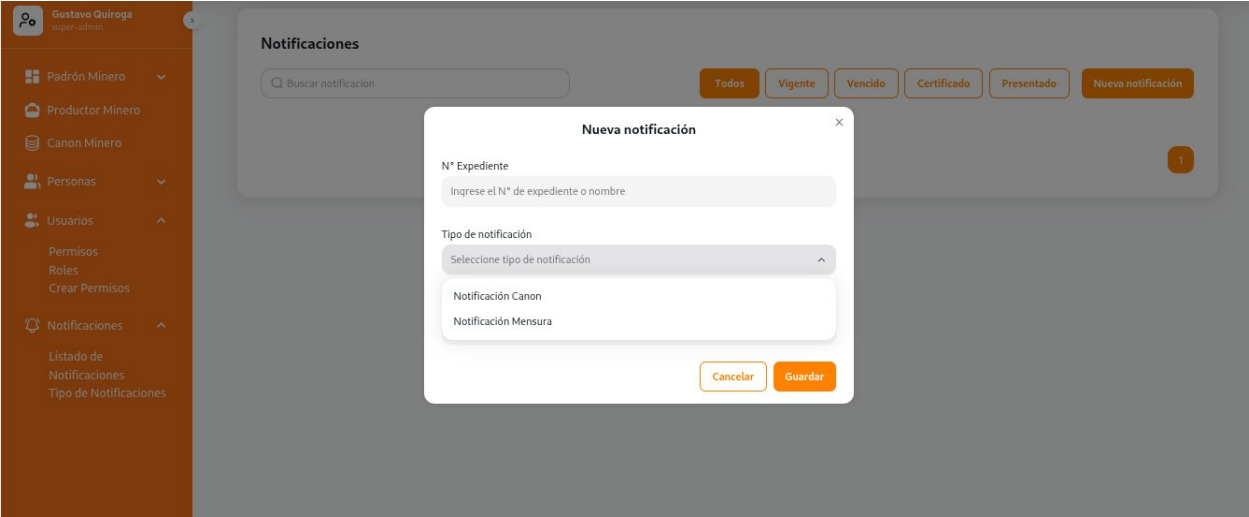 Gustavo Quiroga
super-admin
Padrón Minero
Productor Minero
Canon Minero
Personas
Usuarios
Permisos
Roles
Crear Permisos
Notificaciones
Listado de
Notificaciones
Tipo de Notificaciones
Notificaciones
Buscar notificacion
Todos Vigente Vencido Certificado Presentado Nueva notificación
1
Nueva notificación
N° Expediente
Ingrese el N° de expediente o nombre
Tipo de notificación
Seleccione tipo de notificación
Notificación Canon
Notificación Mensura
Cancelar Guardar